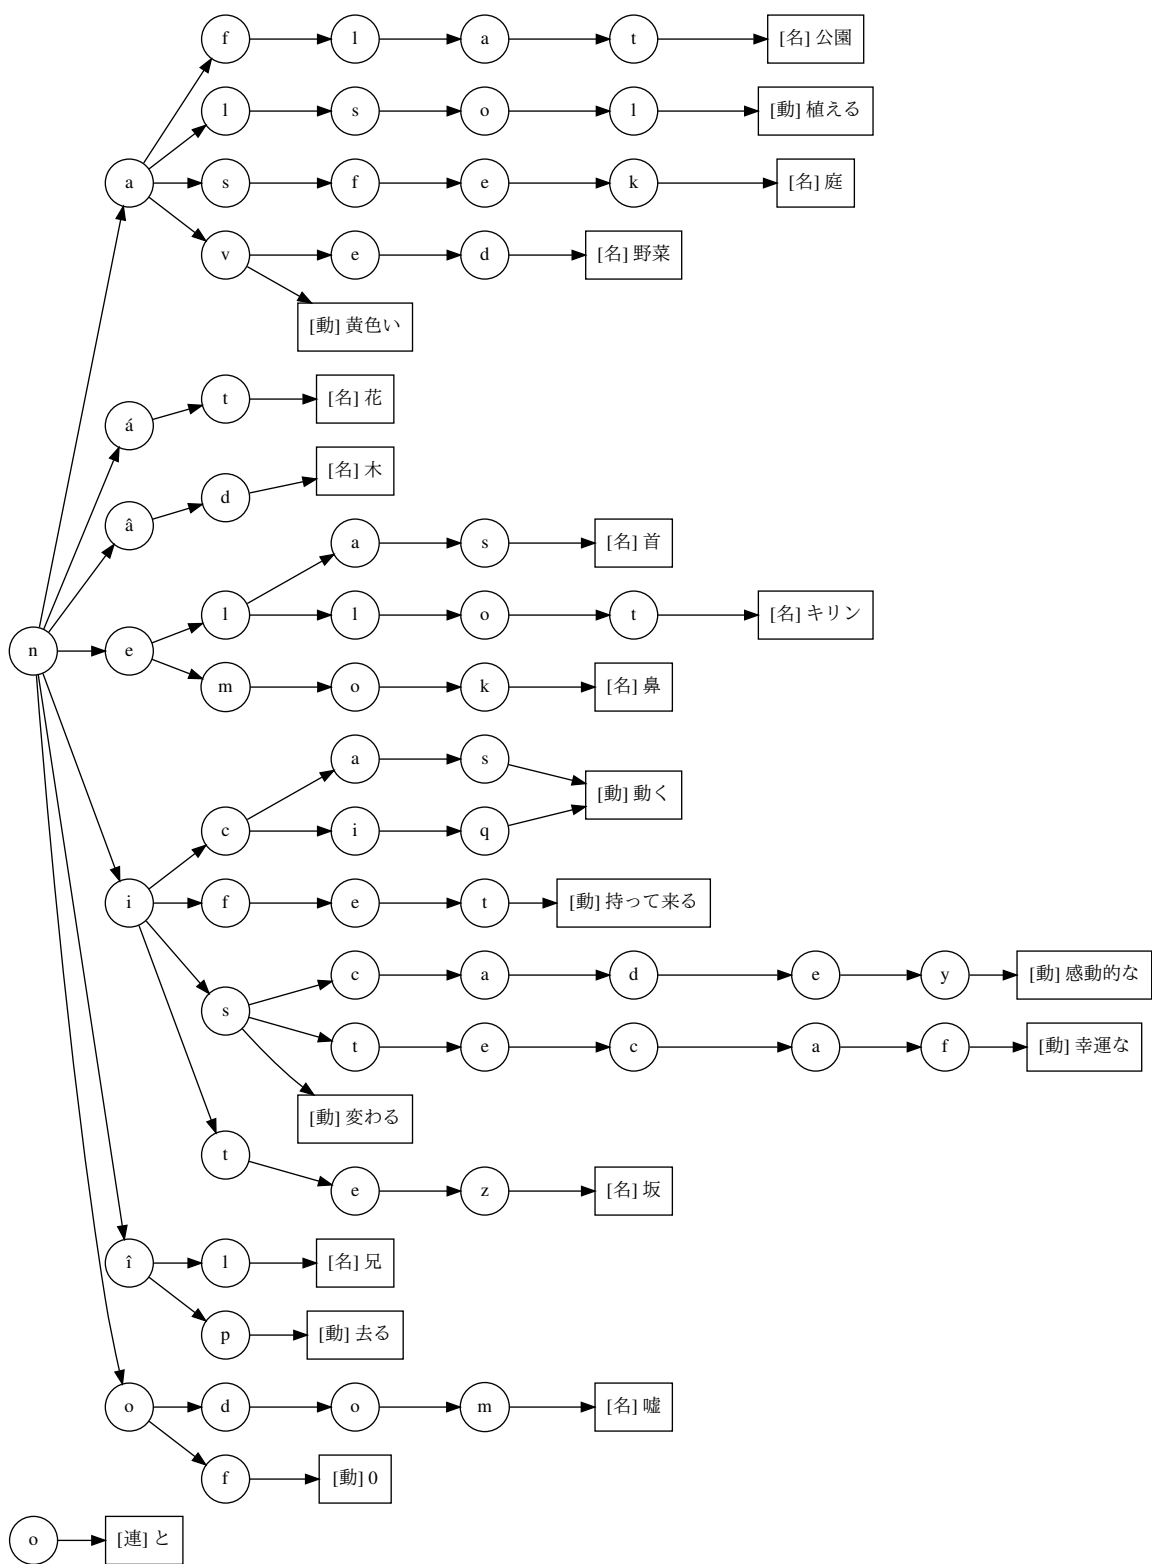 f l a t [名] 公園
l s o l [動] 植える
a s f e k [名] 庭
v e d [名] 野菜
[動] 黄色い
t [名] 花
á
[名] 木
â d
a s [名] 首
l l o t [名] キリン
n e
m o k [名] 鼻
a s
[動] 動く
c i q
i f e t [動] 持って来る
c a d e y [動] 感動的な
s
t e c a f [動] 幸運な
[動] 変わる
t
e z [名] 坂
î l [名] 兄
p [動] 去る
o d o m [名] 嘘
f [動] 0
o [連] と